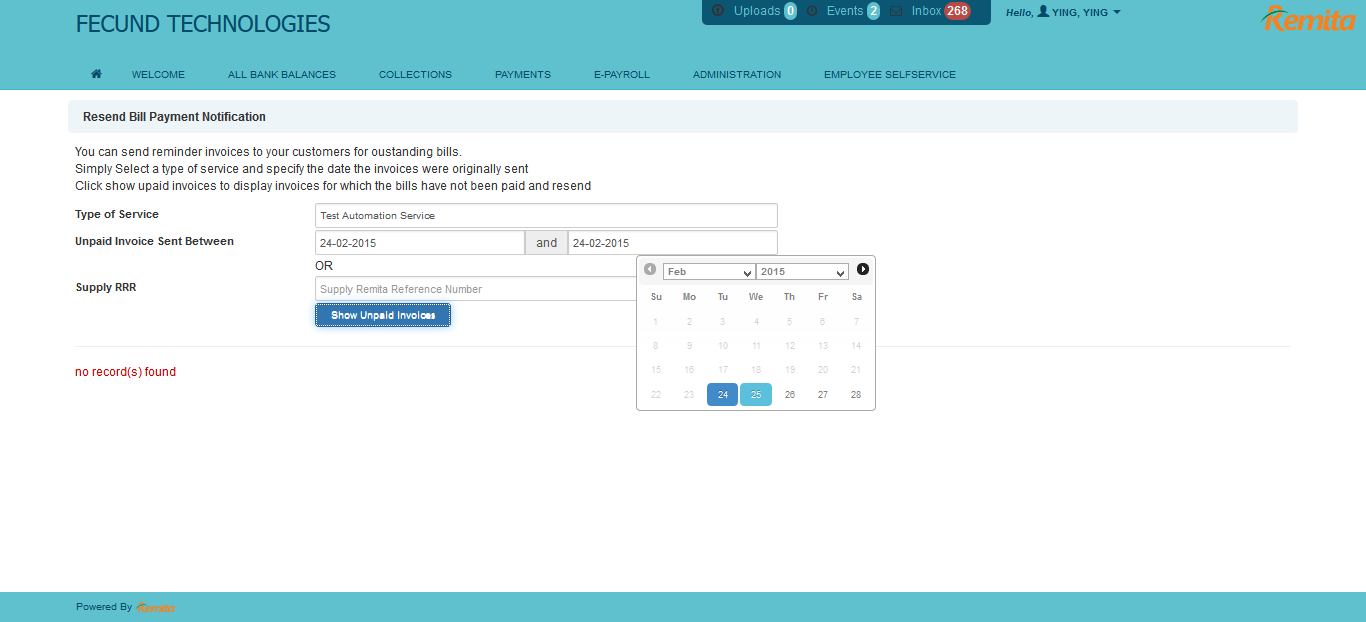 FECUND TECHNOLOGIES
Uploads 0 Events 2 Inbox 268
Hello, YING, YING
Remita
WELCOME ALL BANK BALANCES COLLECTIONS PAYMENTS E-PAYROLL ADMINISTRATION EMPLOYEE SELFSERVICE
Resend Bill Payment Notification
You can send reminder invoices to your customers for oustanding bills.
Simply Select a type of service and specify the date the invoices were originally sent
Click show upaid invoices to display invoices for which the bills have not been paid and resend
Type of Service Test Automation Service
Unpaid Invoice Sent Between 24-02-2015 and 24-02-2015
OR
Supply RRR Supply Remita Reference Number
Show Unpaid Invoices
Feb 2015
Su Mo Tu We Th Fr Sa
1 2 3 4 5 6 7
8 9 10 11 12 13 14
15 16 17 18 19 20 21
22 23 24 25 26 27 28
no record(s) found
Powered By Remita